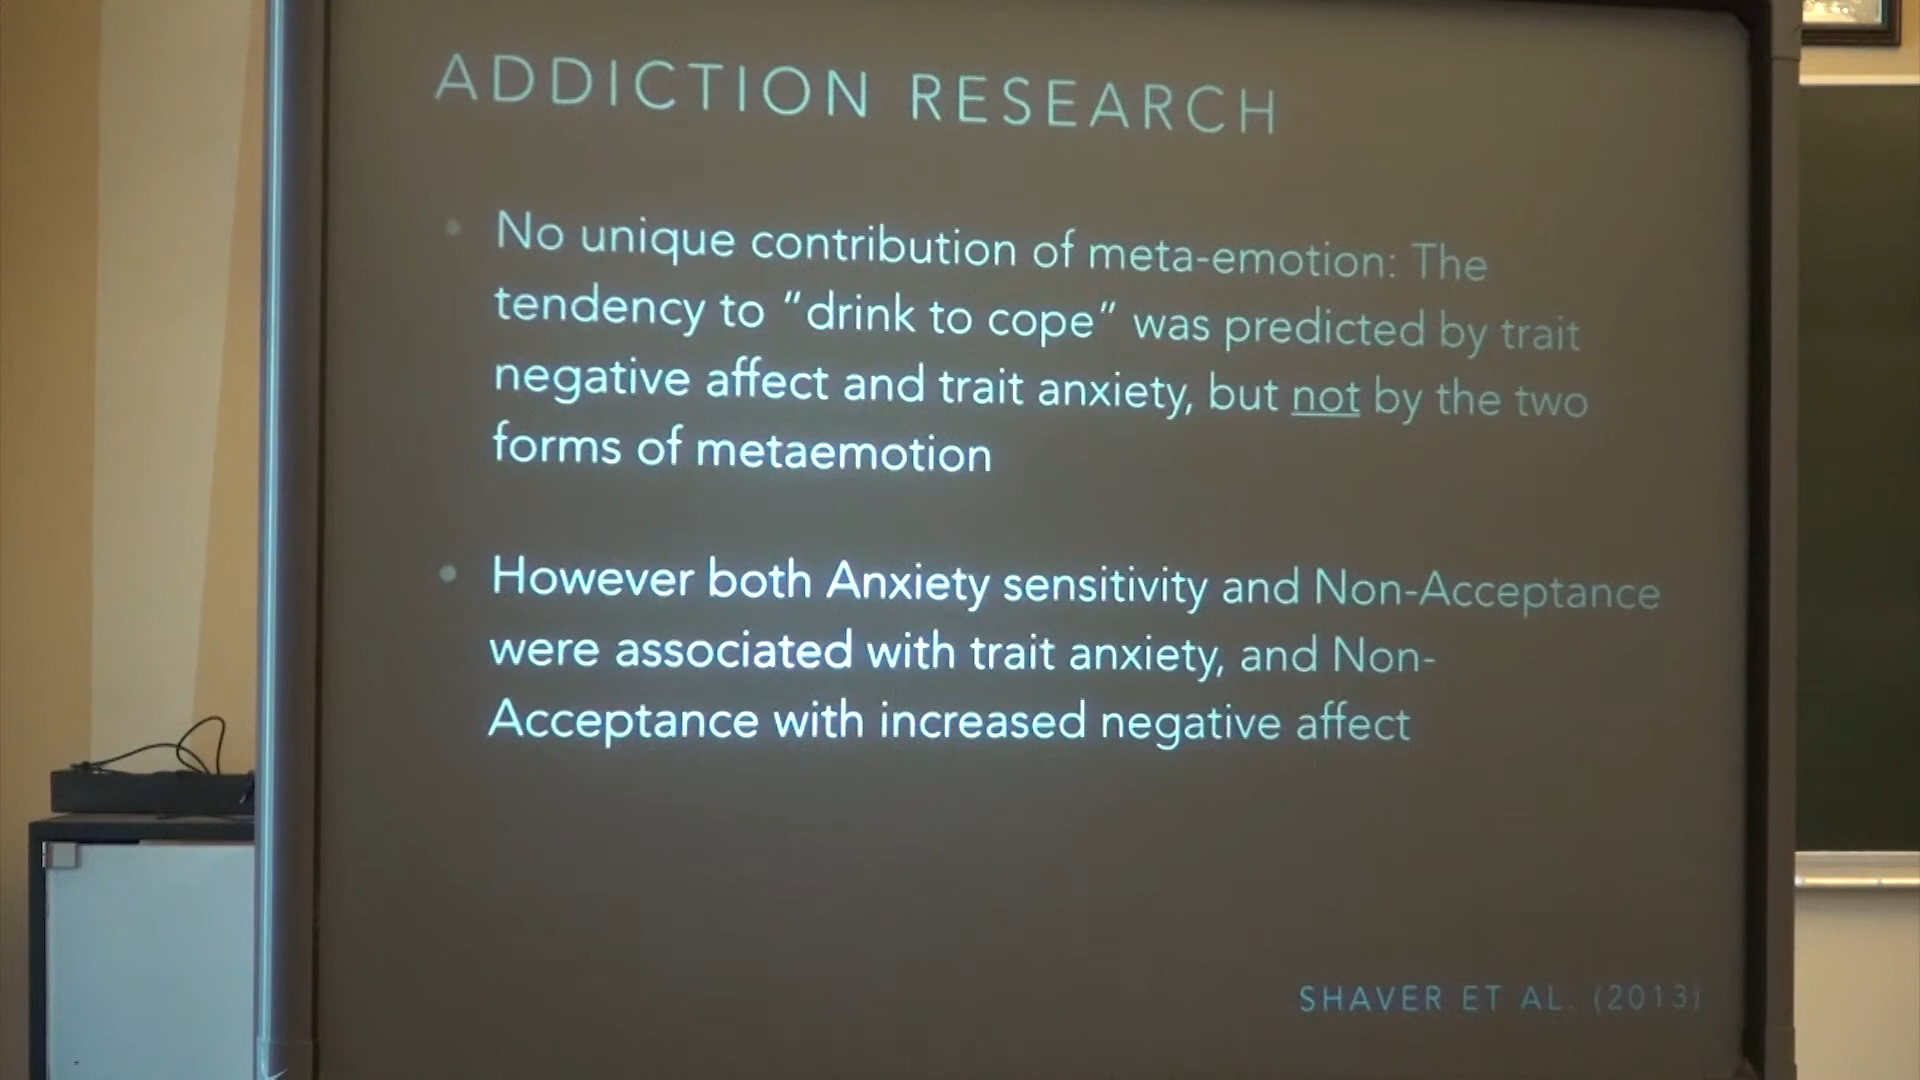 ADDICTION RESEARCH
• No unique contribution of meta-emotion: The
tendency to “drink to cope” was predicted by trait
negative affect and trait anxiety, but not by the two
forms of metaemotion
• However both Anxiety sensitivity and Non-Acceptance
were associated with trait anxiety, and Non-
Acceptance with increased negative affect
SHAVER ET AL. (2013)